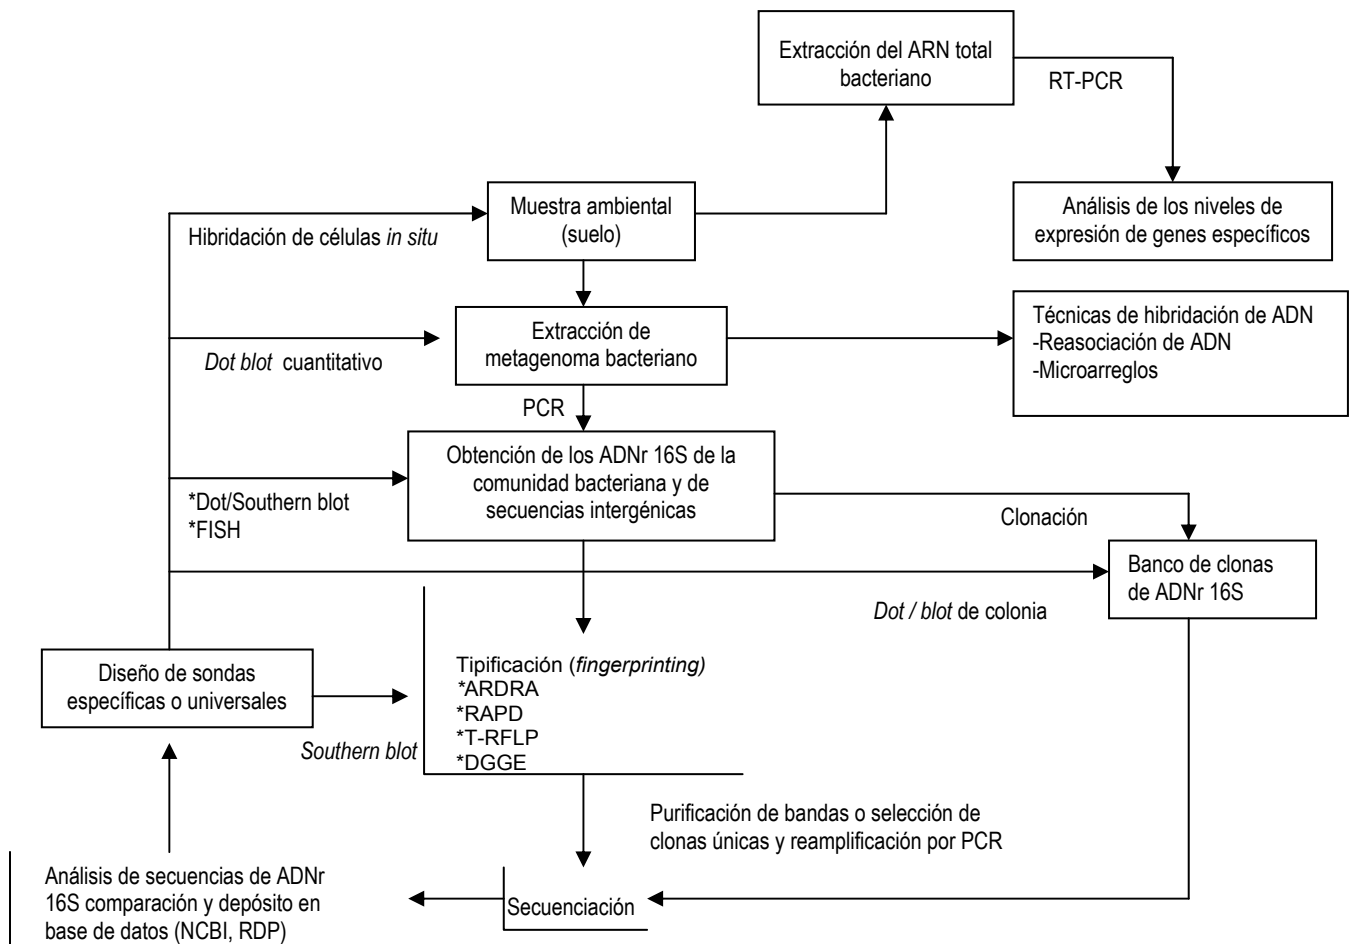 Extracción del ARN total
bacteriano
RT-PCR
Muestra ambiental
(suelo)
Análisis de los niveles de
expresión de genes específicos
Hibridación de células in situ
Extracción de
metagenoma bacteriano
Técnicas de hibridación de ADN
-Reasociación de ADN
-Microarreglos
Dot blot cuantitativo
PCR
Obtención de los ADNr 16S de la
comunidad bacteriana y de
secuencias intergénicas
*Dot/Southern blot
*FISH
Clonación
Banco de clonas
de ADNr 16S
Dot / blot de colonia
Diseño de sondas
específicas o universales
Southern blot
Tipificación (fingerprinting)
*ARDRA
*RAPD
*T-RFLP
*DGGE
Purificación de bandas o selección de
clonas únicas y reamplificación por PCR
Análisis de secuencias de ADNr
16S comparación y depósito en
base de datos (NCBI, RDP)
Secuenciación